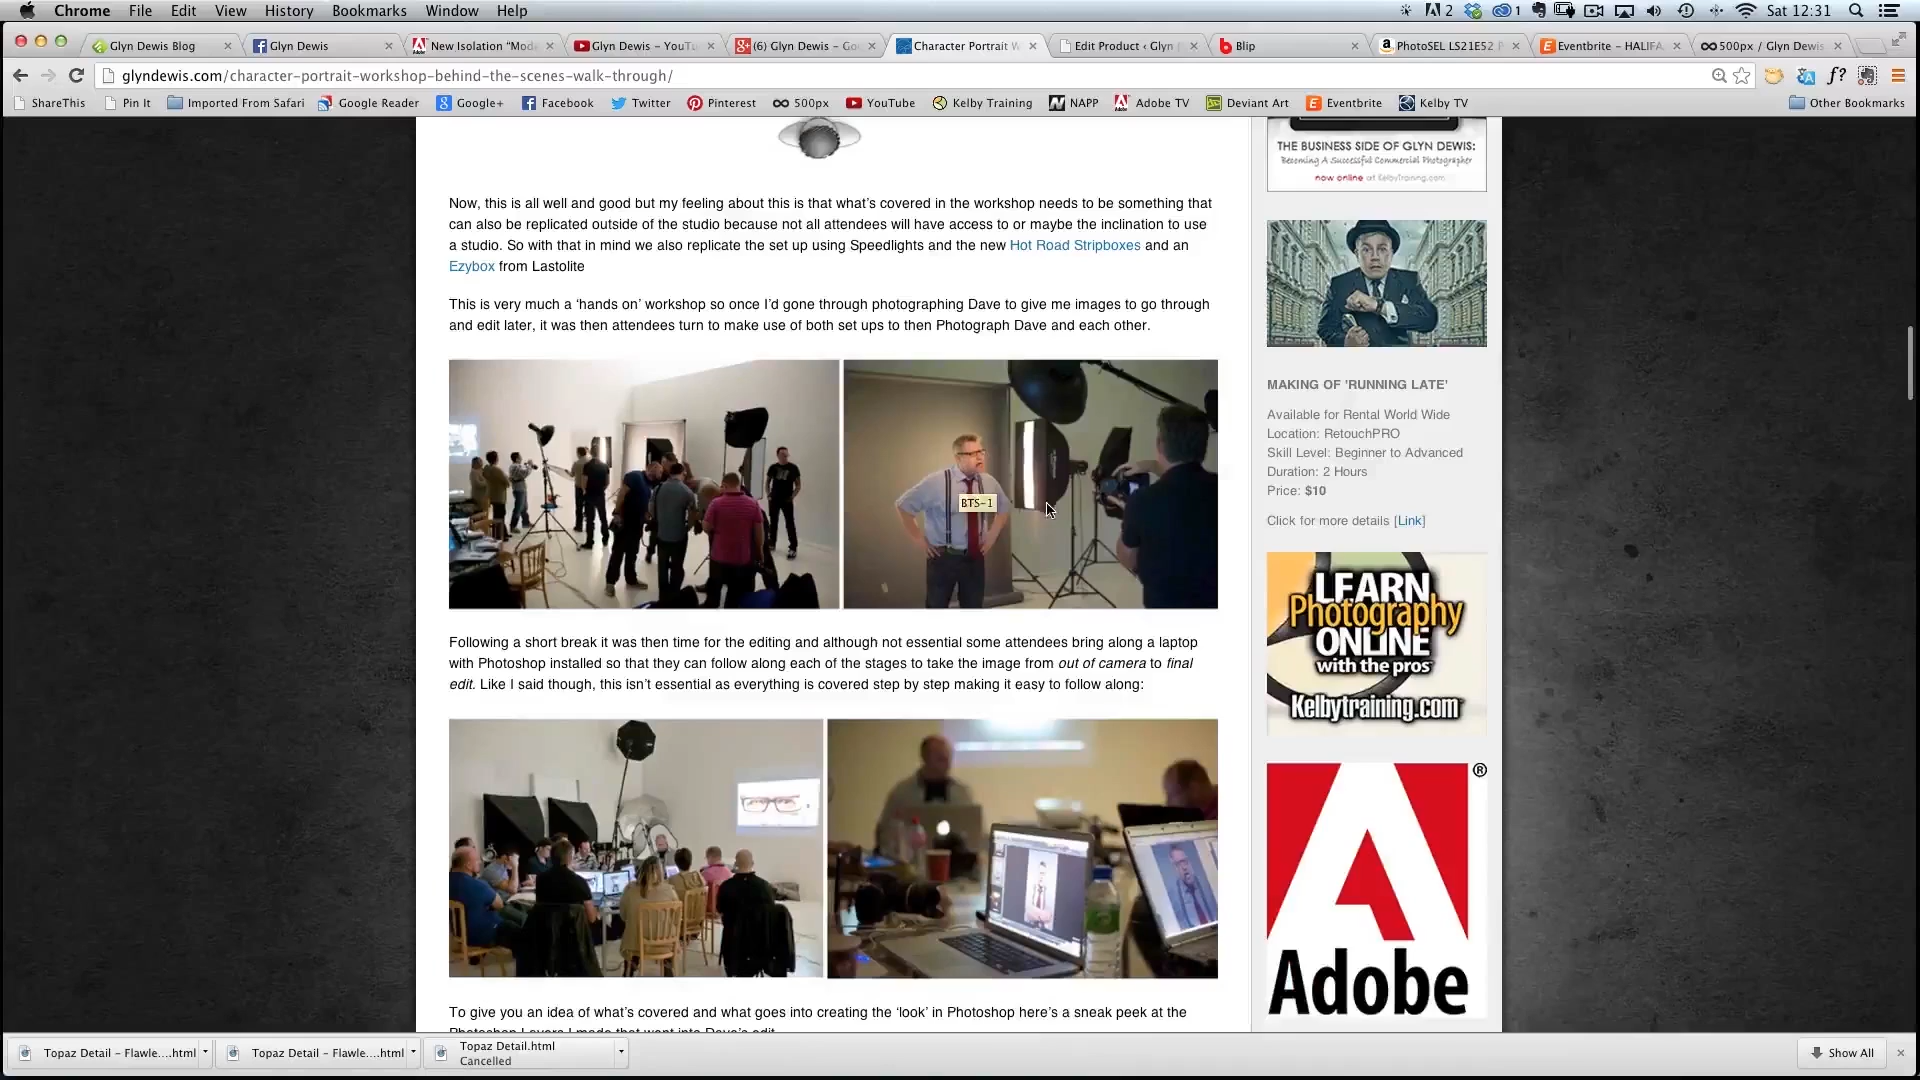 Chrome File Edit View History Bookmarks Window Help
2 1 Sat 12:31
Glyn Dewis Blog
Glyn Dewis
New Isolation "Mod
Glyn Dewis – YouTu
(6) Glyn Dewis – Go
Character Portrait W
Edit Product ‹ Glyn
Blip
PhotoSEL LS21E52 P
Eventbrite – HALIFA
500px / Glyn Dewis
glyndewis.com/character-portrait-workshop-behind-the-scenes-walk-through/
f?
ShareThis Pin It Imported From Safari Google Reader Google+ Facebook Twitter Pinterest 500px YouTube Kelby Training NAPP Adobe TV Deviant Art Eventbrite Kelby TV Other Bookmarks
Now, this is all well and good but my feeling about this is that what's covered in the workshop needs to be something that
can also be replicated outside of the studio because not all attendees will have access to or maybe the inclination to use
a studio. So with that in mind we also replicate the set up using Speedlights and the new Hot Road Stripboxes and an
Ezybox from Lastolite
This is very much a 'hands on' workshop so once I'd gone through photographing Dave to give me images to go through
and edit later, it was then attendees turn to make use of both set ups to then Photograph Dave and each other.
BTS-1
Following a short break it was then time for the editing and although not essential some attendees bring along a laptop
with Photoshop installed so that they can follow along each of the stages to take the image from out of camera to final
edit. Like I said though, this isn't essential as everything is covered step by step making it easy to follow along:
To give you an idea of what's covered and what goes into creating the 'look' in Photoshop here's a sneak peek at the
Photoshop Layers I made that went into Dave's edit
THE BUSINESS SIDE OF GLYN DEWIS:
Becoming A Successful Commercial Photographer
now online at KelbyTraining.com
MAKING OF 'RUNNING LATE'
Available for Rental World Wide
Location: RetouchPRO
Skill Level: Beginner to Advanced
Duration: 2 Hours
Price: $10
Click for more details [Link]
LEARN
Photography
ONLINE
with the pros
Kelbytraining.com
®
Adobe
Topaz Detail – Flawle....html
Topaz Detail – Flawle....html
Topaz Detail.html
Cancelled
Show All